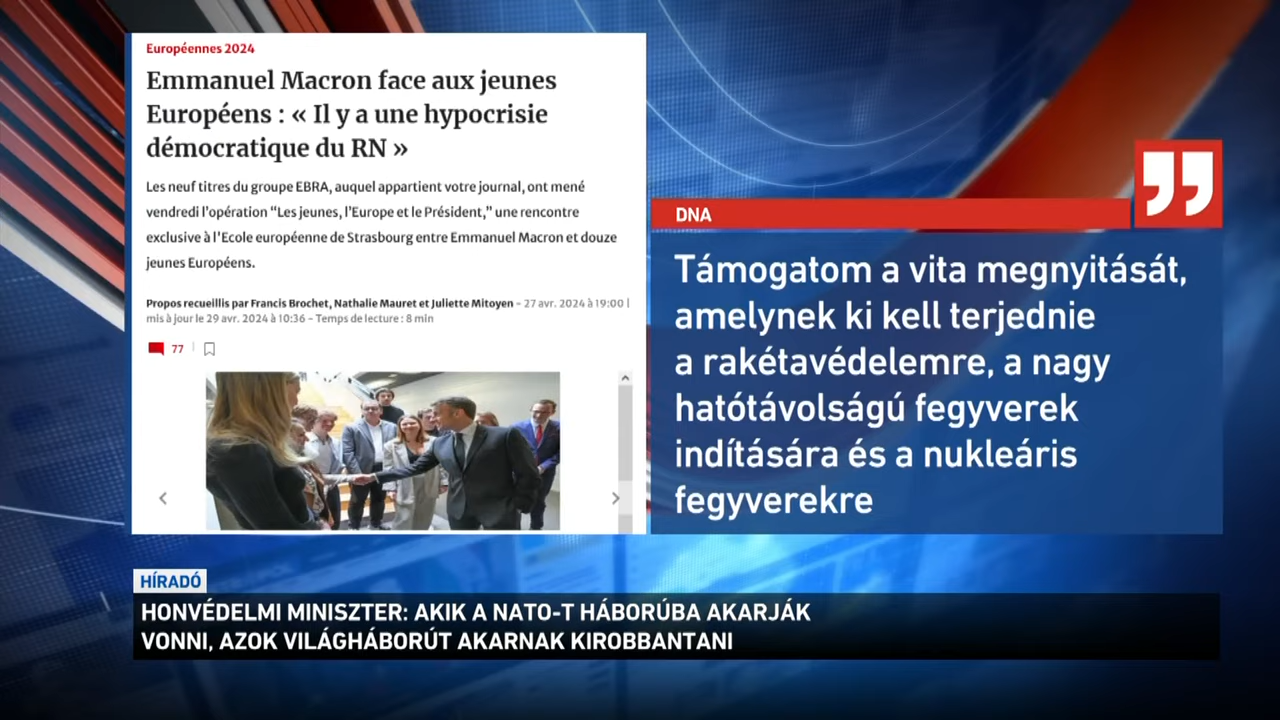 Européennes 2024
Emmanuel Macron face aux jeunes
Européens : « Il y a une hypocrisie
démocratique du RN »
Les neuf titres du groupe EBRA, auquel appartient votre journal, ont mené
vendredi l'opération “Les jeunes, l'Europe et le Président,” une rencontre
exclusive à l'Ecole européenne de Strasbourg entre Emmanuel Macron et douze
jeunes Européens.
Propos recueillis par Francis Brochet, Nathalie Mauret et Juliette Mitoyen - 27 avr. 2024 à 19:00 |
mis à jour le 29 avr. 2024 à 10:36 - Temps de lecture : 8 min
77
DNA
Támogatom a vita megnyitását,
amelynek ki kell terjednie
a rakétavédelemre, a nagy
hatótávolságú fegyverek
indítására és a nukleáris
fegyverekre
HÍRADÓ
HONVÉDELMI MINISZTER: AKIK A NATO-T HÁBORÚBA AKARJÁK
VONNI, AZOK VILÁGHÁBORÚT AKARNAK KIROBBANTANI